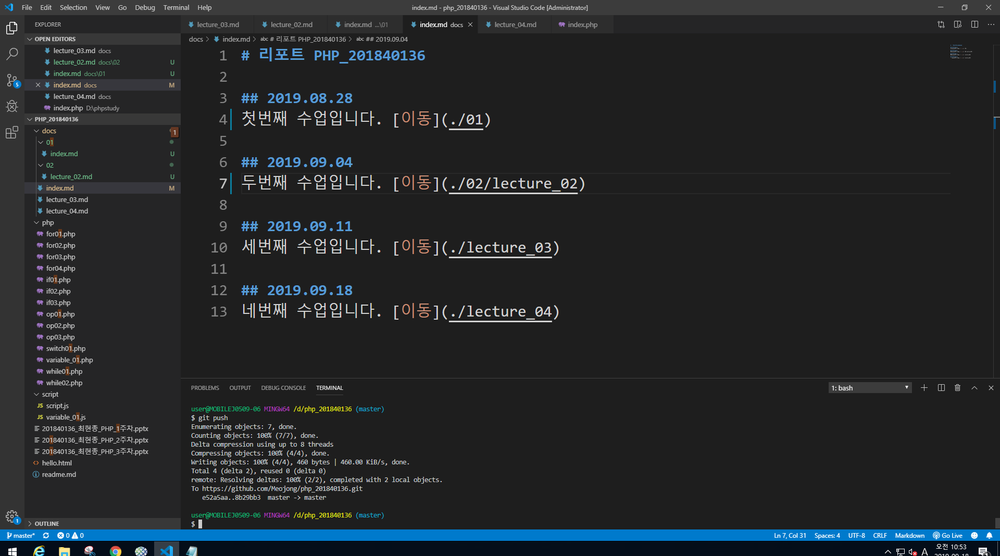 File Edit Selection View Go Debug Terminal Help
index.md - php_201840136 - Visual Studio Code [Administrator]
EXPLORER
OPEN EDITORS
lecture_03.md docs
lecture_02.md docs\02 U
index.md docs\01 U
index.md docs M
lecture_04.md docs
index.php D:\phpstudy
PHP_201840136
docs 1
01
index.md U
02
lecture_02.md U
index.md M
lecture_03.md
lecture_04.md
php
for01.php
for02.php
for03.php
for04.php
if01.php
if02.php
if03.php
op01.php
op02.php
op03.php
switch01.php
variable_01.php
while01.php
while02.php
script
JS script.js
JS variable_01.js
201840136_최현종_PHP_1주차.pptx
201840136_최현종_PHP_2주차.pptx
201840136_최현종_PHP_3주차.pptx
hello.html
readme.md
OUTLINE
5
1
lecture_03.md lecture_02.md index.md ...\01 index.md docs lecture_04.md index.php
docs > index.md > abc # 리포트 PHP_201840136 > abc ## 2019.09.04
1 # 리포트 PHP_201840136
2
3 ## 2019.08.28
4 첫번째 수업입니다. [이동](./01)
5
6 ## 2019.09.04
7 두번째 수업입니다. [이동](./02/lecture_02)
8
9 ## 2019.09.11
10 세번째 수업입니다. [이동](./lecture_03)
11
12 ## 2019.09.18
13 네번째 수업입니다. [이동](./lecture_04)
PROBLEMS OUTPUT DEBUG CONSOLE TERMINAL
1: bash
user@MOBILEJ0509-06 MINGW64 /d/php_201840136 (master)
$ git push
Enumerating objects: 7, done.
Counting objects: 100% (7/7), done.
Delta compression using up to 8 threads
Compressing objects: 100% (4/4), done.
Writing objects: 100% (4/4), 460 bytes | 460.00 KiB/s, done.
Total 4 (delta 2), reused 0 (delta 0)
remote: Resolving deltas: 100% (2/2), completed with 2 local objects.
To https://github.com/Meojong/php_201840136.git
e52a5aa..8b29bb3 master -> master
user@MOBILEJ0509-06 MINGW64 /d/php_201840136 (master)
$
master* 0 0
Ln 7, Col 31 Spaces: 4 UTF-8 CRLF Markdown Go Live
A 오전 10:53
2019-09-18